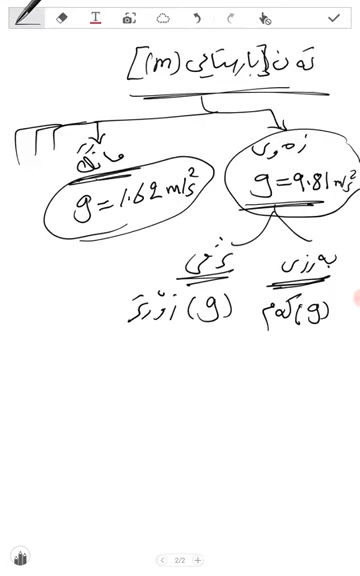 تەن [بارستایی (m)]
زەوی
g = 9.81 m/s²
مانگ
g = 1.62 m/s²
بەرزی
نزمی
(g) کەم
(g) زۆرتر
2/2